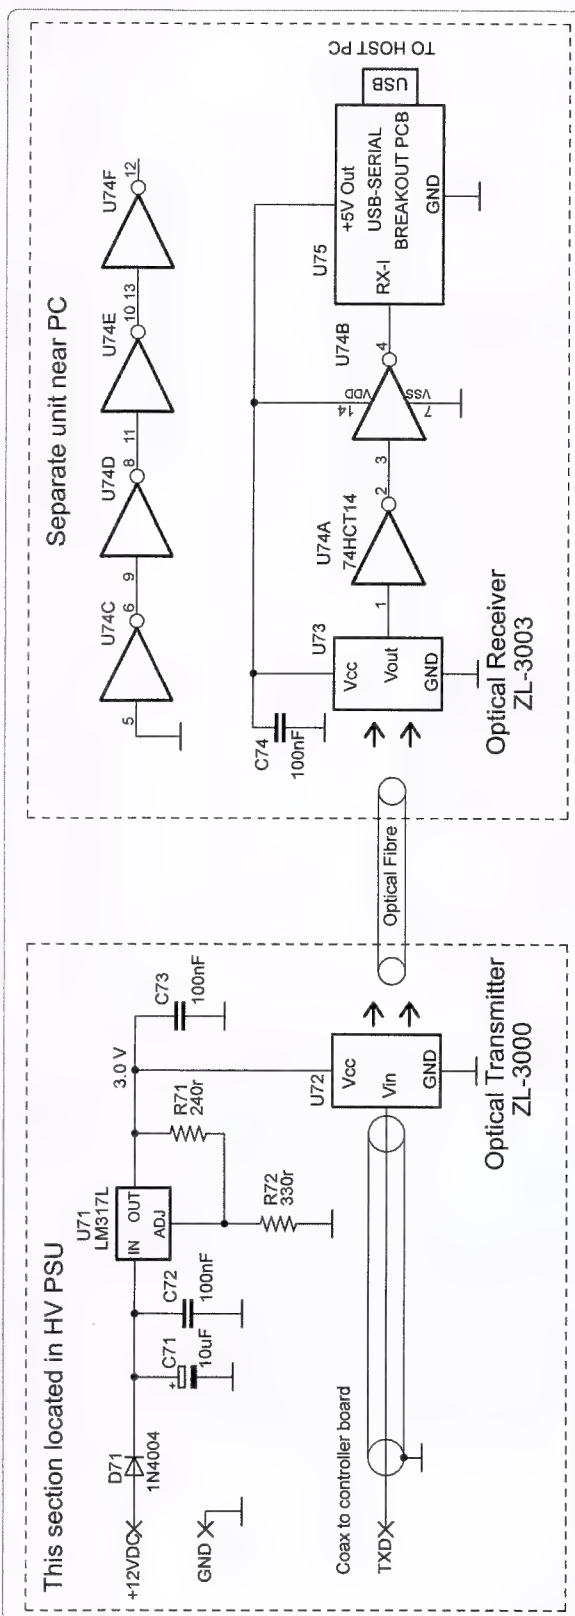 This section located in HV PSU
+12VDC
D71
1N4004
C71
10uF
+
C72
100nF
U71
LM317L
IN
OUT
ADJ
R71
240r
R72
330r
3.0 V
C73
100nF
GND
Coax to controller board
TXD
U72
Vcc
Vin
GND
Optical Transmitter
ZL-3000
Optical Fibre
Separate unit near PC
5
U74C
6
9
U74D
8
11
U74E
10
13
U74F
12
C74
100nF
U73
Vcc
Vout
GND
Optical Receiver
ZL-3003
1
U74A
74HCT14
2
3
U74B
4
14
VDD
7
VSS
U75
+5V Out
RX-I
USB-SERIAL
BREAKOUT PCB
GND
USB
TO HOST PC